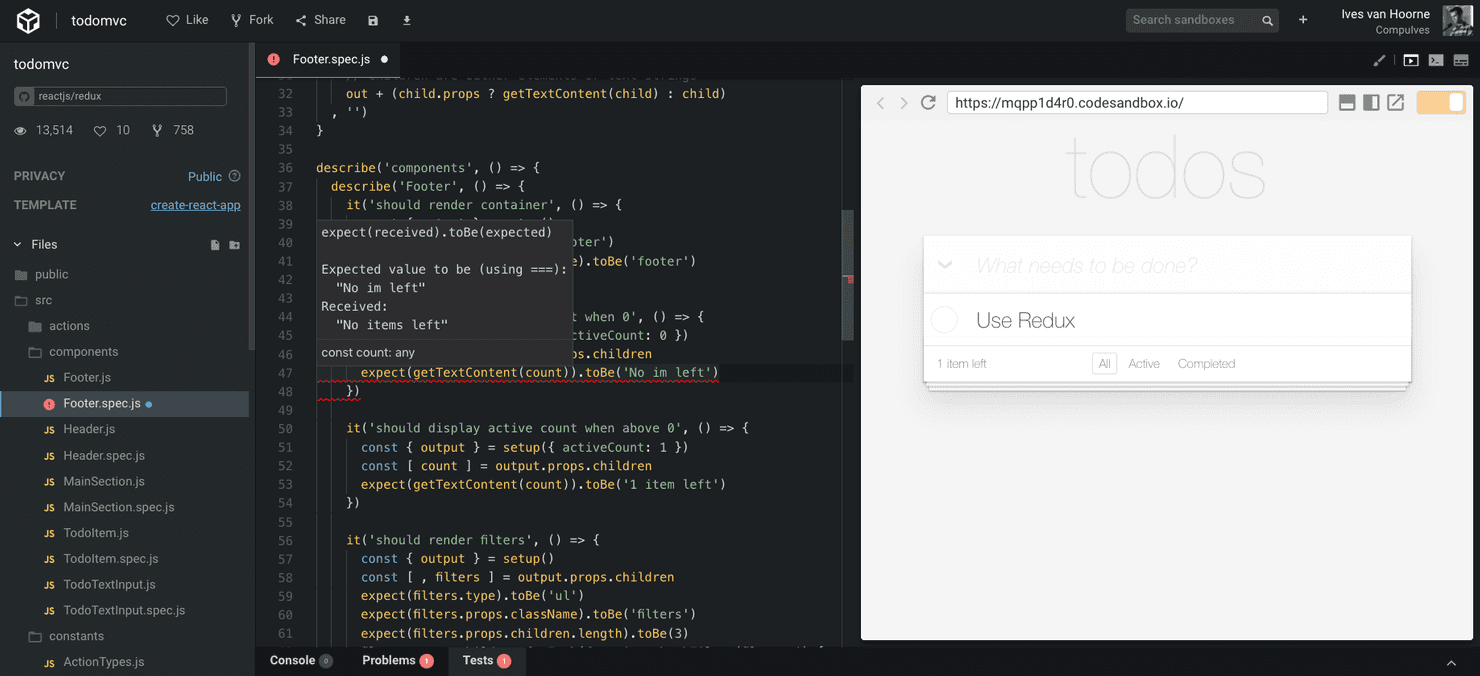 todomvc
Like
Fork
Share
Search sandboxes
Ives van Hoorne
Compulves
todomvc
reactjs/redux
13,514
10
758
PRIVACY
Public
TEMPLATE
create-react-app
Files
public
src
actions
components
JS Footer.js
Footer.spec.js
JS Header.js
JS Header.spec.js
JS MainSection.js
JS MainSection.spec.js
JS TodoItem.js
JS TodoItem.spec.js
JS TodoTextInput.js
JS TodoTextInput.spec.js
constants
JS ActionTypes.js
Footer.spec.js
32 out + (child.props ? getTextContent(child) : child)
33 , '')
34 }
35
36 describe('components', () => {
37 describe('Footer', () => {
38 it('should render container', () => {
39
40 oter')
41 e).toBe('footer')
42
43
44 t when 0', () => {
45 ctiveCount: 0 })
46 ps.children
47 expect(getTextContent(count)).toBe('No im left')
48 })
49
50 it('should display active count when above 0', () => {
51 const { output } = setup({ activeCount: 1 })
52 const [ count ] = output.props.children
53 expect(getTextContent(count)).toBe('1 item left')
54 })
55
56 it('should render filters', () => {
57 const { output } = setup()
58 const [ , filters ] = output.props.children
59 expect(filters.type).toBe('ul')
60 expect(filters.props.className).toBe('filters')
61 expect(filters.props.children.length).toBe(3)
expect(received).toBe(expected)
Expected value to be (using ===):
"No im left"
Received:
"No items left"
const count: any
Console 0
Problems 1
Tests 1
https://mqpp1d4r0.codesandbox.io/
todos
What needs to be done?
Use Redux
1 item left
All
Active
Completed